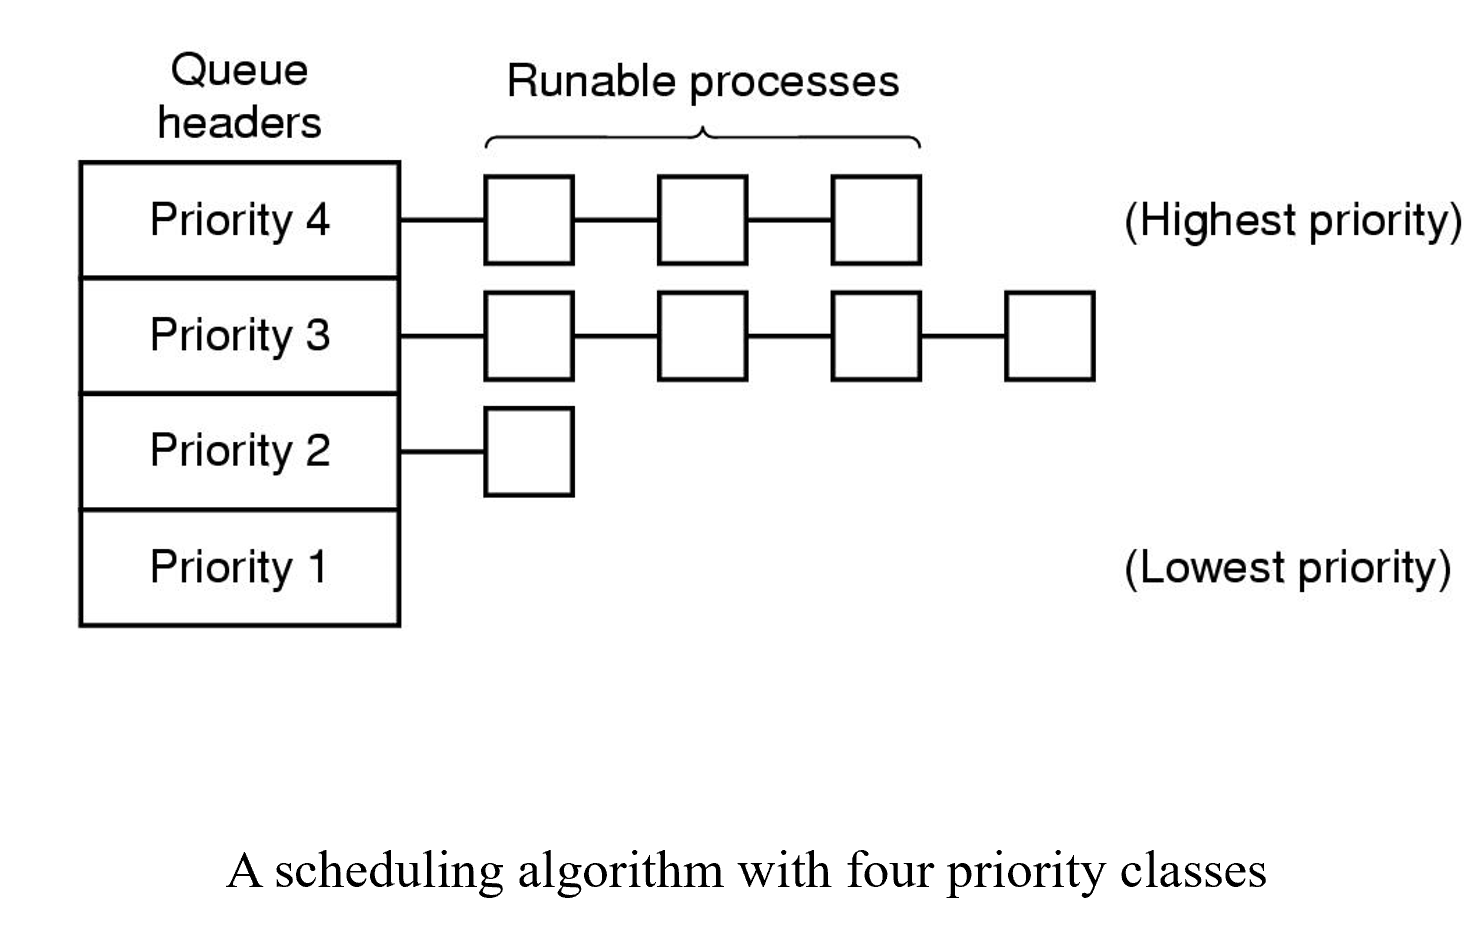 Queue
headers
Runable processes
Priority 4
(Highest priority)
Priority 3
Priority 2
Priority 1
(Lowest priority)
A scheduling algorithm with four priority classes